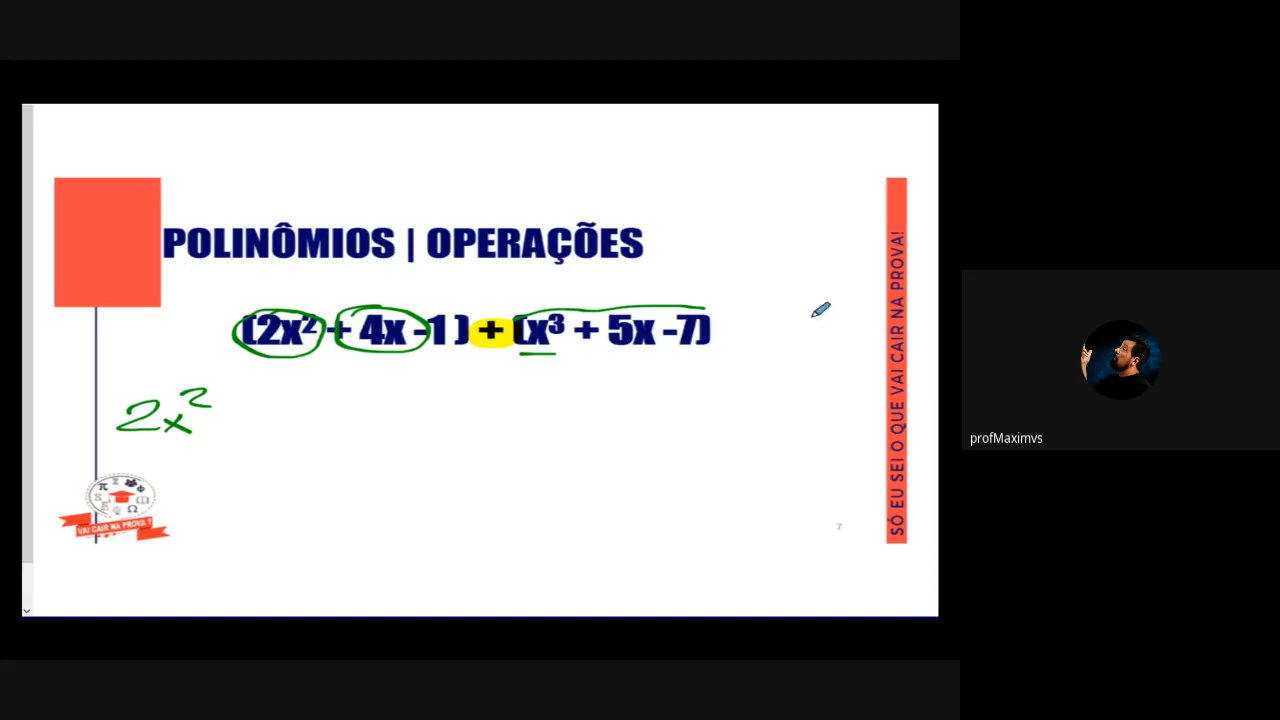 POLINÔMIOS | OPERAÇÕES
(2x² + 4x -1 ) + (x³ + 5x -7)
2x²
VAI CAIR NA PROVA ?
7
SÓ EU SEI O QUE VAI CAIR NA PROVA!
profMaximvs